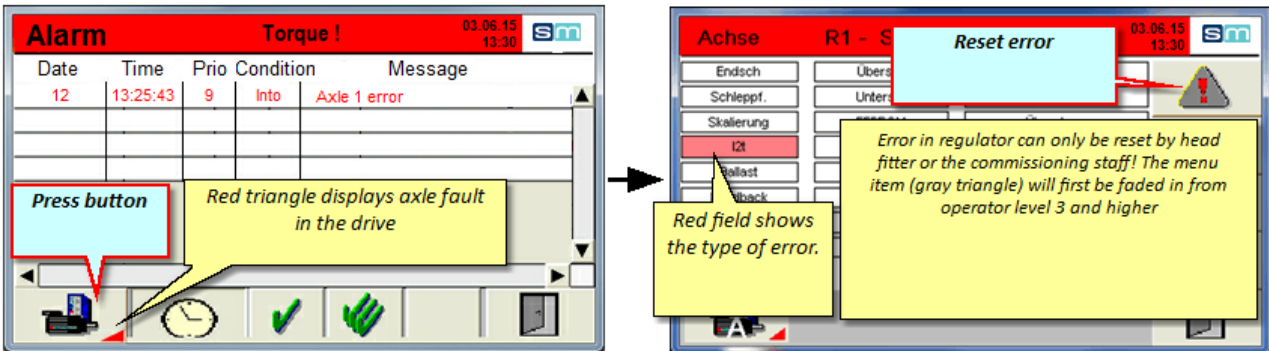 Alarm
Torque !
03.06.15
13:30
sm
Date Time Prio Condition Message
12 13:25:43 9 Into Axle 1 error
Press button
Red triangle displays axle fault
in the drive
Achse
R1 - S
03.06.15
13:30
sm
Reset error
Endsch
Übers
Schleppf.
Unters
Skalierung
I2t
Ballast
Error in regulator can only be reset by head
fitter or the commissioning staff! The menu
item (gray triangle) will first be faded in from
operator level 3 and higher
Red field shows
the type of error.
A